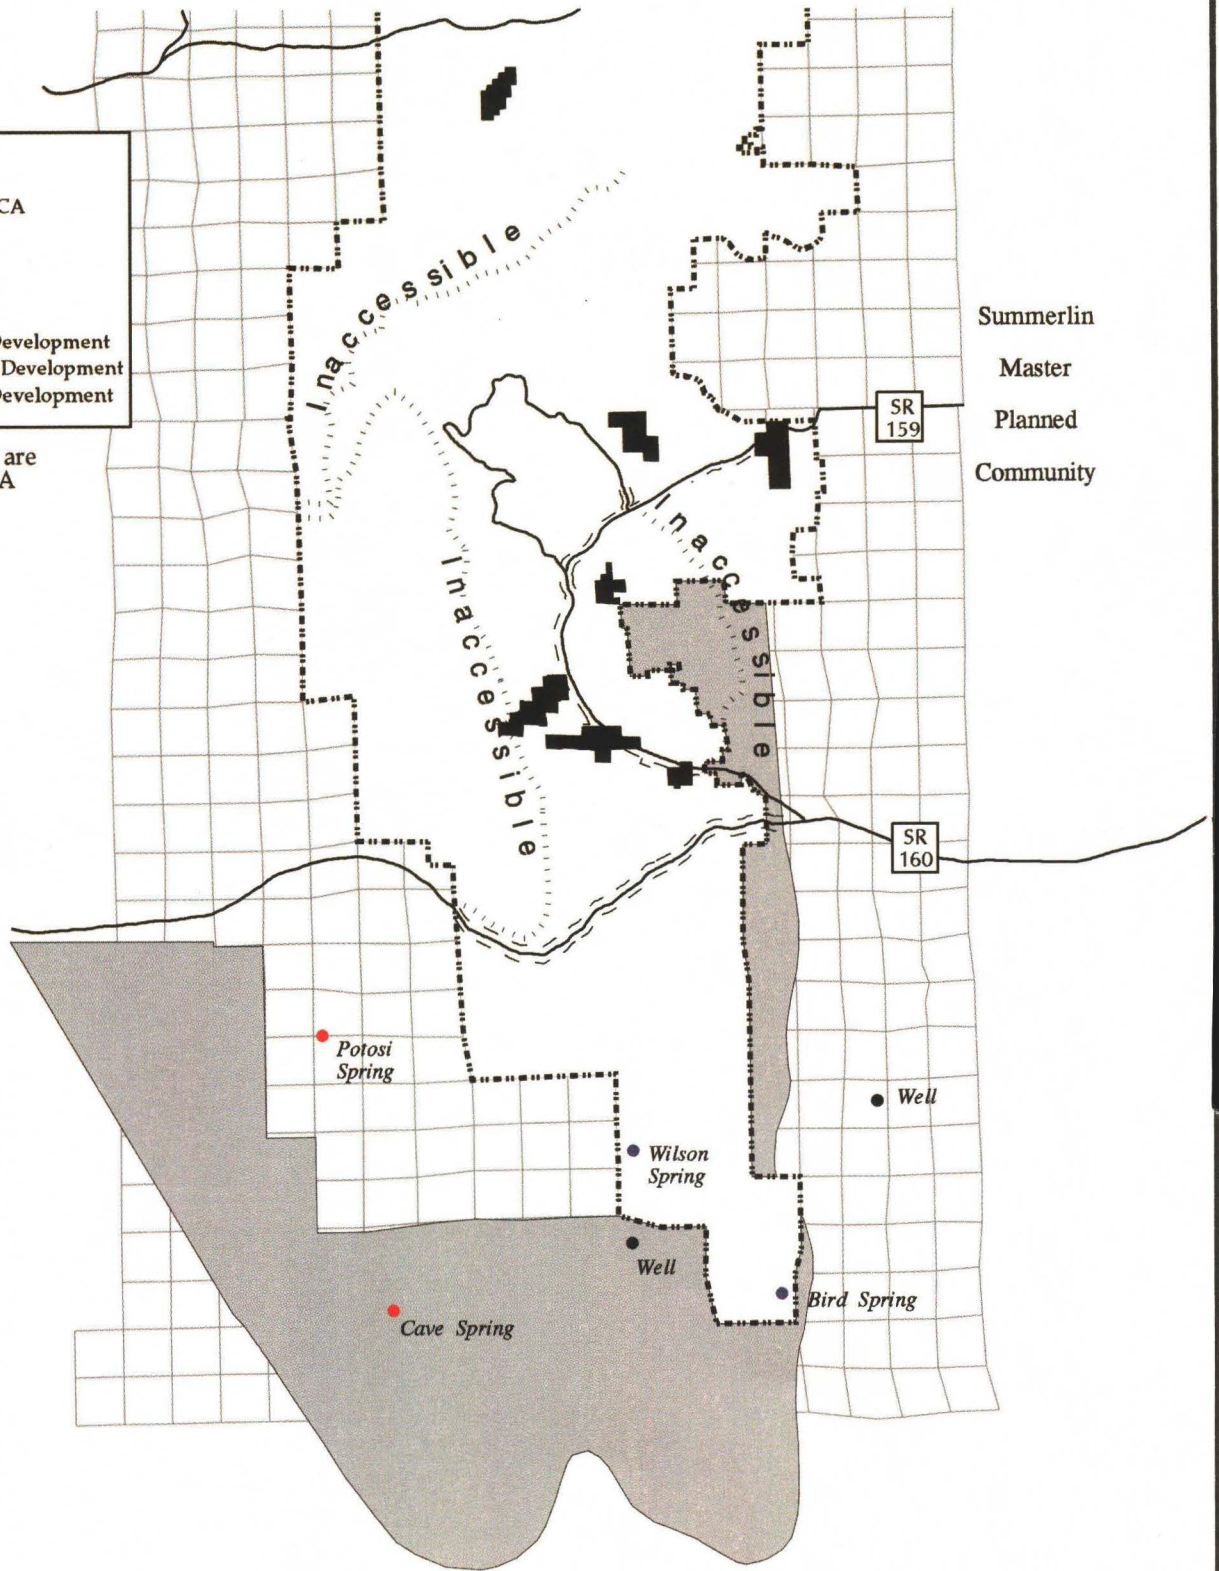 CA
Development
Development
Development
are
A
Inaccessible
Summerlin
Master
Planned
Community
SR
159
Inaccessible
Inaccessible
SR
160
Potosi
Spring
Well
Wilson
Spring
Well
Bird Spring
Cave Spring